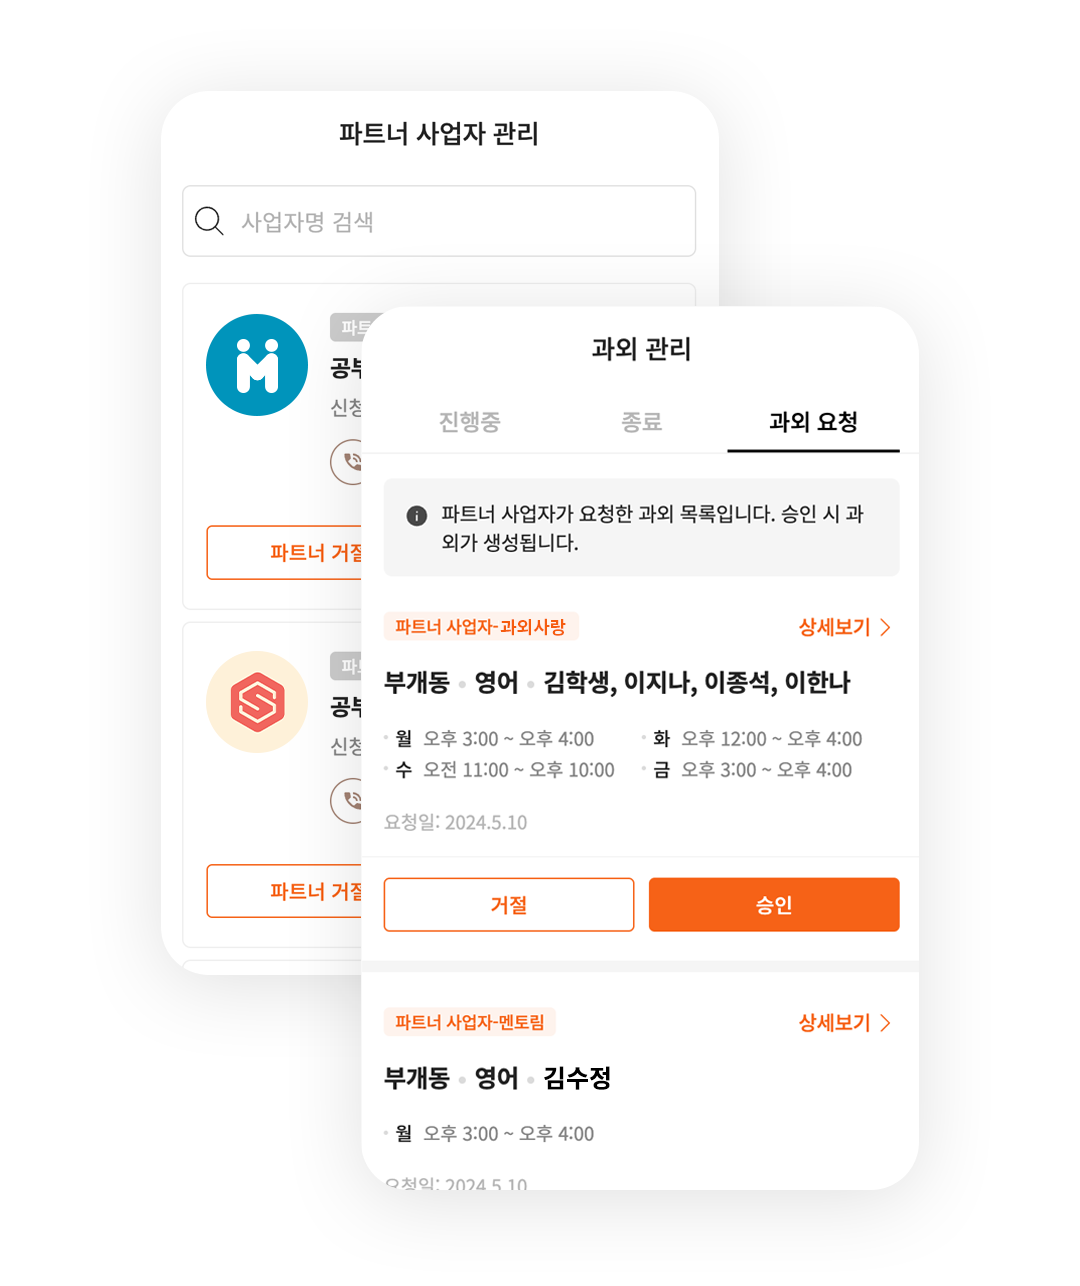 파트너 사업자 관리
사업자명 검색
공부
신청
파트너
공부
신청
파트너
과외 관리
진행중 종료 과외 요청
파트너 사업자가 요청한 과외 목록입니다. 승인 시 과
외가 생성됩니다.
파트너 사업자-과외사랑 상세보기
부개동 • 영어 • 김학생, 이지나, 이종석, 이한나
월 오후 3:00 ~ 오후 4:00 화 오후 12:00 ~ 오후 4:00
수 오전 11:00 ~ 오후 10:00 금 오후 3:00 ~ 오후 4:00
요청일: 2024.5.10
거절 승인
파트너 사업자-멘토림 상세보기
부개동 • 영어 • 김수정
월 오후 3:00 ~ 오후 4:00
요청일: 2024.5.10